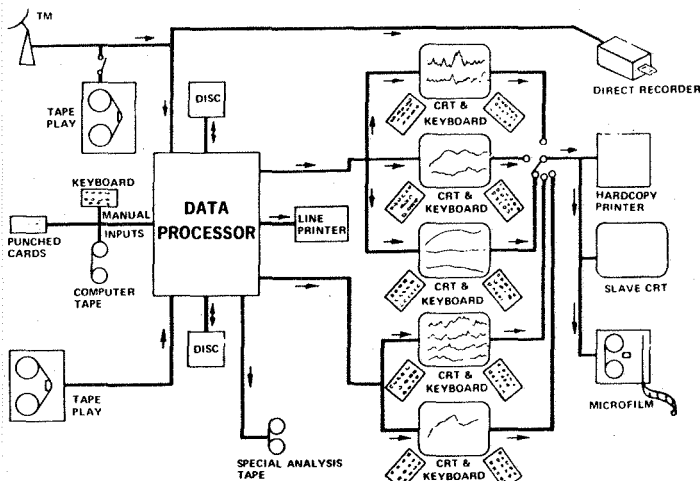 TM
TAPE
PLAY
DISC
CRT &
KEYBOARD
DIRECT RECORDER
KEYBOARD
MANUAL
INPUTS
PUNCHED
CARDS
COMPUTER
TAPE
DATA
PROCESSOR
LINE
PRINTER
CRT &
KEYBOARD
HARDCOPY
PRINTER
CRT &
KEYBOARD
SLAVE CRT
TAPE
PLAY
DISC
CRT &
KEYBOARD
MICROFILM
SPECIAL ANALYSIS
TAPE
CRT &
KEYBOARD